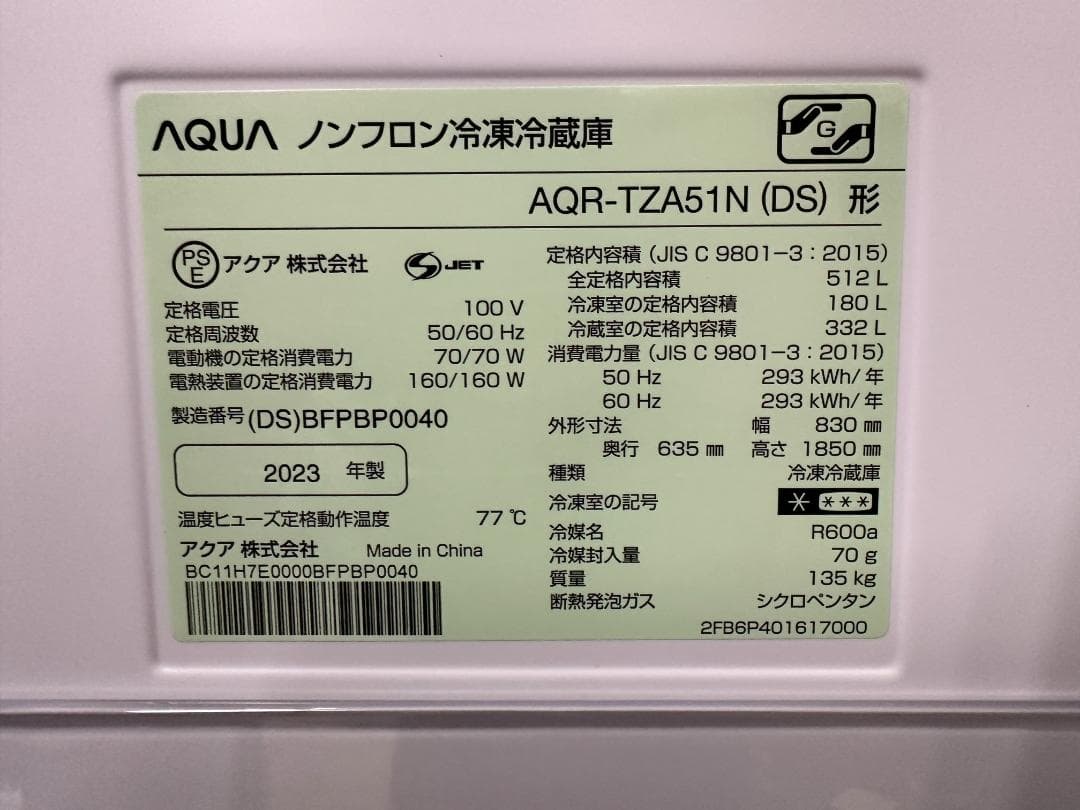 AQUA ノンフロン冷凍冷蔵庫
G
AQR-TZA51N (DS) 形
PSE アクア 株式会社 S JET
定格電圧 100 V
定格周波数 50/60 Hz
電動機の定格消費電力 70/70 W
電熱装置の定格消費電力 160/160 W
製造番号 (DS)BFPBP0040
2023 年製
温度ヒューズ定格動作温度 77 ℃
アクア 株式会社 Made in China
BC11H7E0000BFPBP0040
定格内容積 (JIS C 9801-3:2015)
全定格内容積 512 L
冷凍室の定格内容積 180 L
冷蔵室の定格内容積 332 L
消費電力量 (JIS C 9801-3:2015)
50 Hz 293 kWh/年
60 Hz 293 kWh/年
外形寸法 幅 830 ㎜
奥行 635 ㎜ 高さ 1850 ㎜
種類 冷凍冷蔵庫
冷凍室の記号 * ***
冷媒名 R600a
冷媒封入量 70 g
質量 135 kg
断熱発泡ガス シクロペンタン
2FB6P401617000